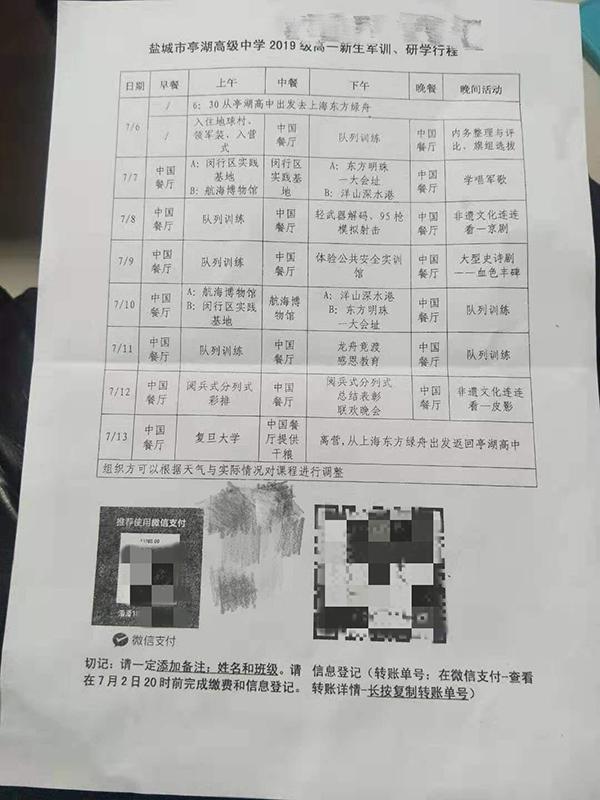 盐城市亭湖高级中学2019级高一新生军训、研学行程
日期 早餐 上午 中餐 下午 晚餐 晚间活动
7/6 / 6：30从亭湖高中出发去上海东方绿舟
/ 入住地球村、领军装、入营式 中国餐厅 队列训练 中国餐厅 内务整理与评比、旗组选拔
7/7 中国餐厅 A：闵行区实践基地 B：航海博物馆 闵行区实践基地 A：东方明珠一大会址 B：洋山深水港 中国餐厅 学唱军歌
7/8 中国餐厅 队列训练 中国餐厅 轻武器解码、95枪模拟射击 中国餐厅 非遗文化连连看—京剧
7/9 中国餐厅 队列训练 中国餐厅 体验公共安全实训馆 中国餐厅 大型史诗剧——血色丰碑
7/10 中国餐厅 A：航海博物馆 B：闵行区实践基地 航海博物馆 A：洋山深水港 B：东方明珠一大会址 中国餐厅 队列训练
7/11 中国餐厅 队列训练 中国餐厅 龙舟竞渡 感恩教育 中国餐厅 队列训练
7/12 中国餐厅 阅兵式分列式彩排 中国餐厅 阅兵式分列式 总结表彰 联欢晚会 中国餐厅 非遗文化连连看—皮影
7/13 中国餐厅 复旦大学 中国餐厅提供干粮 离营，从上海东方绿舟出发返回亭湖高中
组织方可以根据天气与实际情况对课程进行调整
推荐使用微信支付
微信支付
切记：请一定添加备注：姓名和班级。请
在7月2日20时前完成缴费和信息登记。
信息登记（转账单号：在微信支付-查看
转账详情-长按复制转账单号）